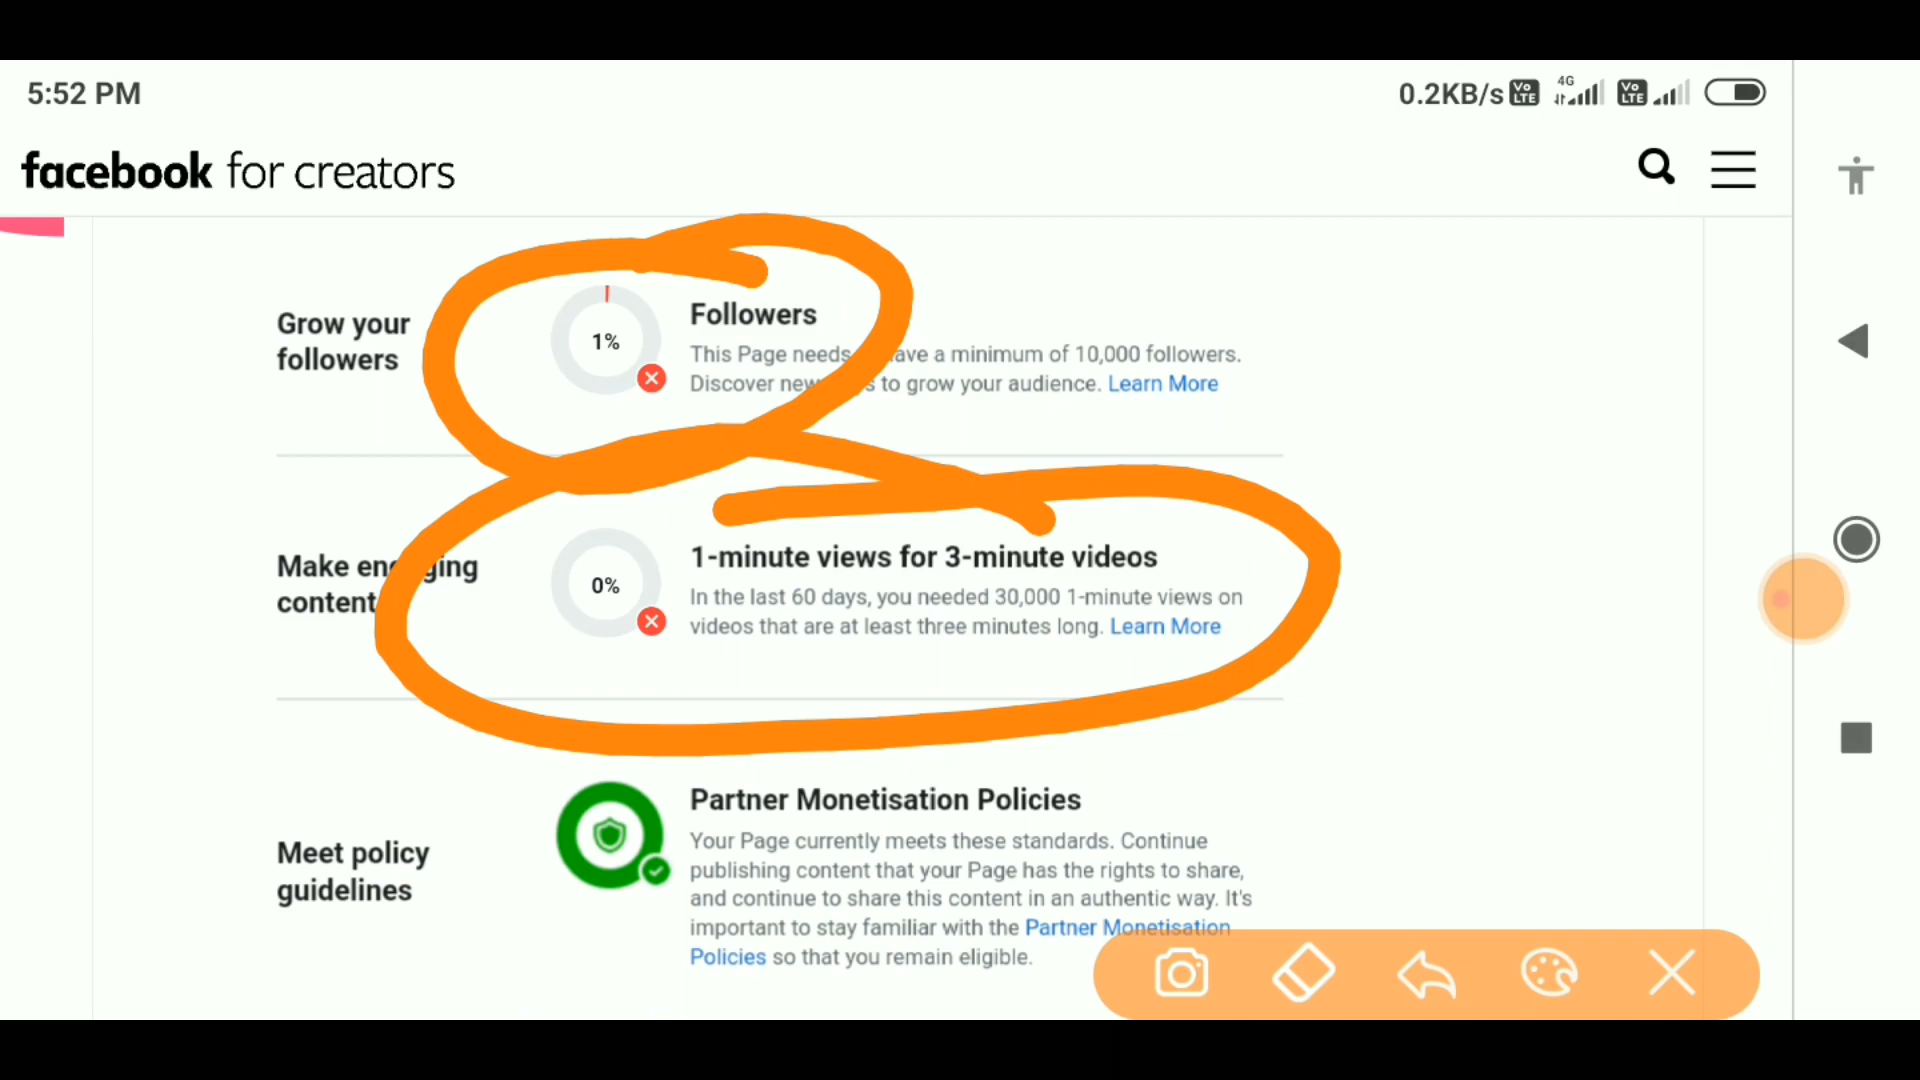 5:52 PM
0.2KB/s Vo LTE 4G Vo LTE
facebook for creators
Grow your
followers
1%
Followers
This Page needs a minimum of 10,000 followers.
Discover to grow your audience. Learn More
Make
content
0%
1-minute views for 3-minute videos
In the last 60 days, you needed 30,000 1-minute views on
videos that are at least three minutes long. Learn More
Meet policy
guidelines
Partner Monetisation Policies
Your Page currently meets these standards. Continue
publishing content that your Page has the rights to share,
and continue to share this content in an authentic way. It's
important to stay familiar with the Partner Monetisation
Policies so that you remain eligible.